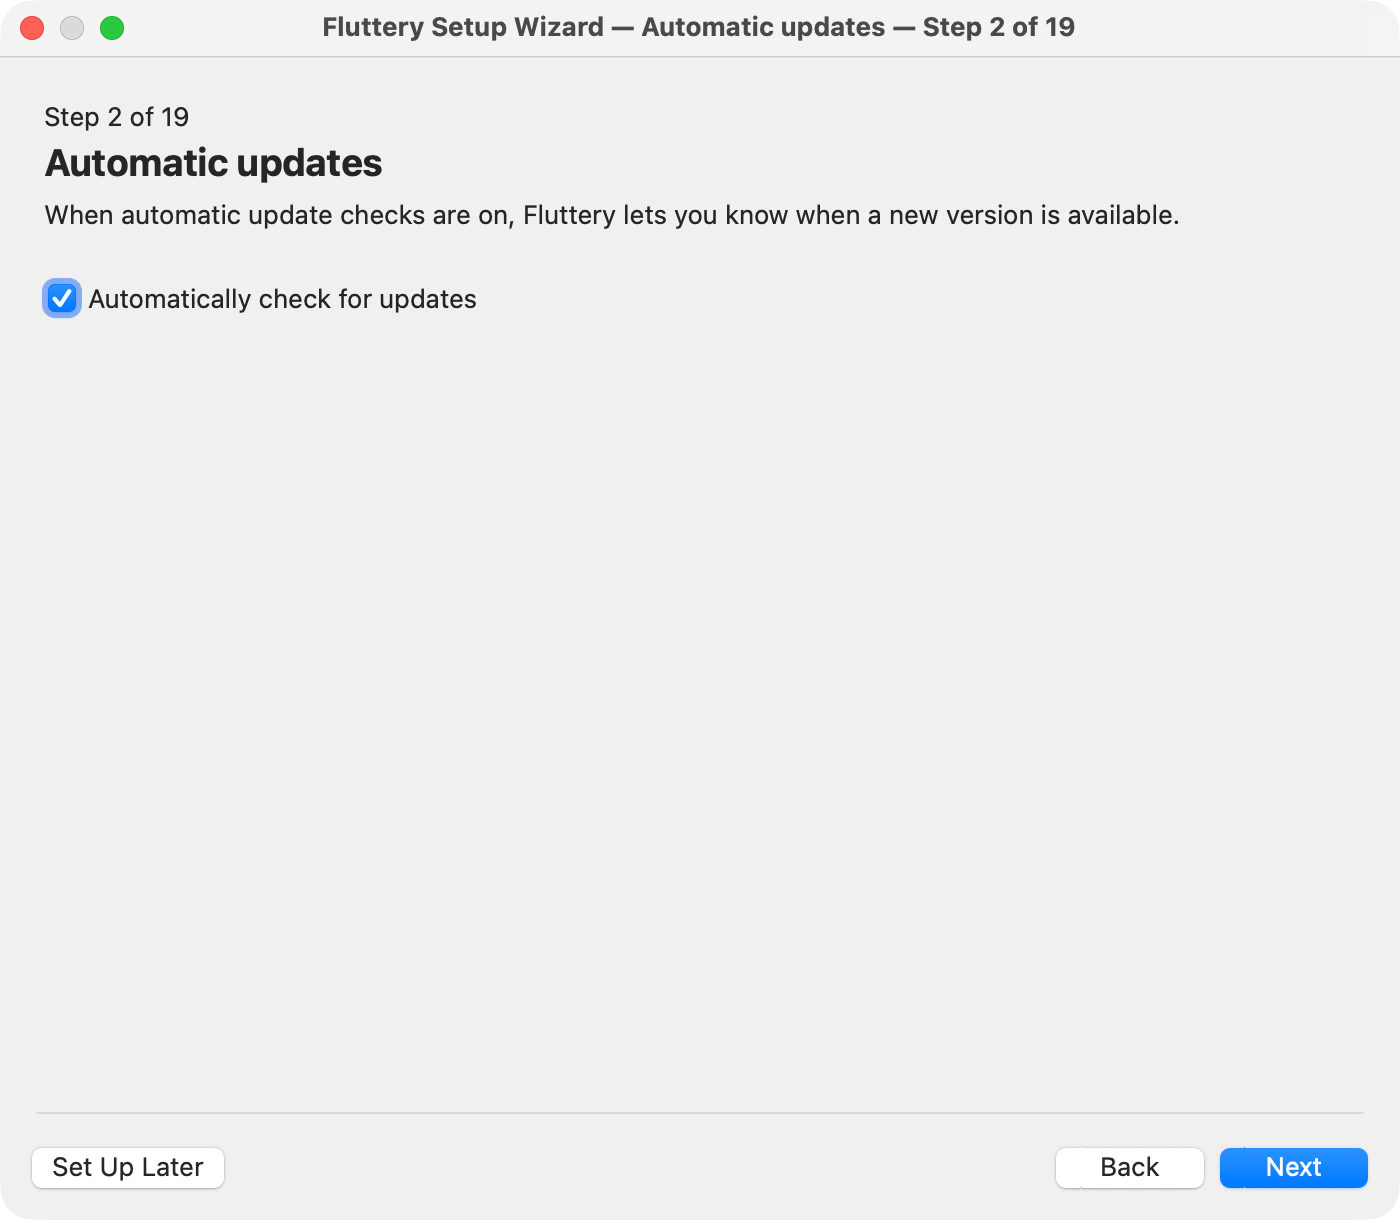 Fluttery Setup Wizard — Automatic updates — Step 2 of 19
Step 2 of 19
Automatic updates
When automatic update checks are on, Fluttery lets you know when a new version is available.
Automatically check for updates
Set Up Later
Back
Next